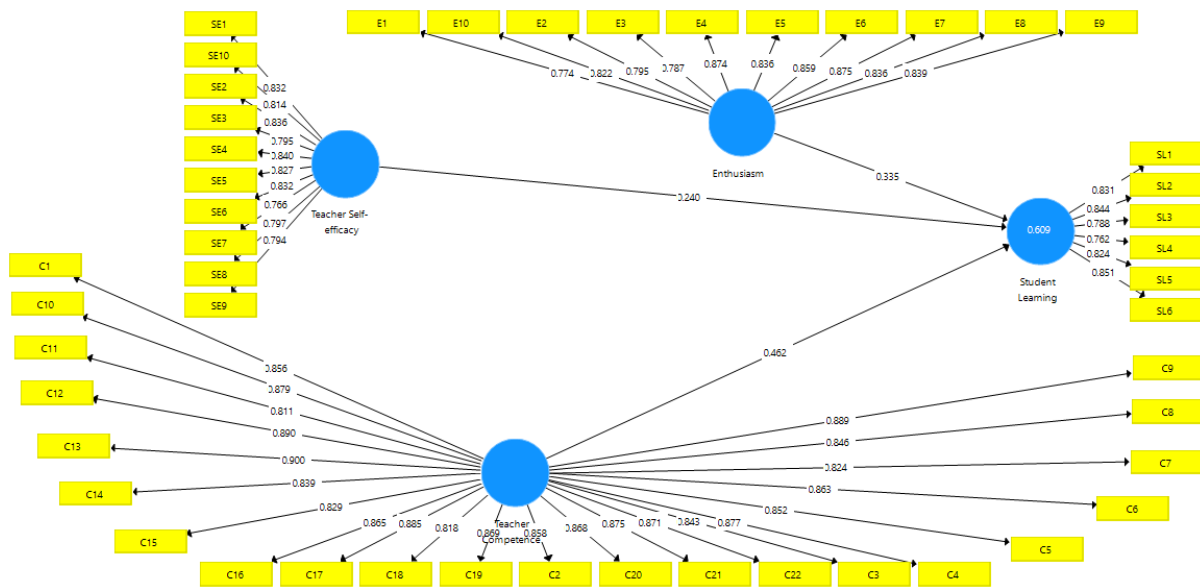 SE1
SE10
SE2
SE3
SE4
SE5
SE6
SE7
SE8
SE9
0.832
0.814
0.836
0.795
0.840
0.827
0.832
0.766
0.797
0.794
Teacher Self-
efficacy
E1
E10
E2
E3
E4
E5
E6
E7
E8
E9
0.774
0.822
0.795
0.787
0.874
0.836
0.859
0.875
0.836
0.839
Enthusiasm
0.335
0.240
0.462
0.609
Student
Learning
SL1
SL2
SL3
SL4
SL5
SL6
0.831
0.844
0.788
0.762
0.824
0.851
C1
C10
C11
C12
C13
C14
C15
C16
C17
C18
C19
C2
C20
C21
C22
C3
C4
C5
C6
C7
C8
C9
0.856
0.879
0.811
0.890
0.900
0.839
0.829
0.865
0.885
0.818
0.869
0.858
0.868
0.875
0.871
0.843
0.877
0.852
0.863
0.824
0.846
0.889
Teacher
Competence